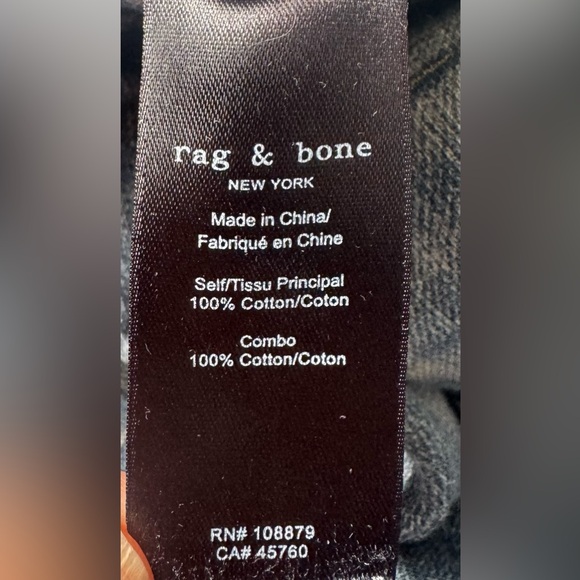 rag & bone
NEW YORK
Made in China/
Fabriqué en Chine
Self/Tissu Principal
100% Cotton/Coton
Combo
100% Cotton/Coton
RN# 108879
CA# 45760